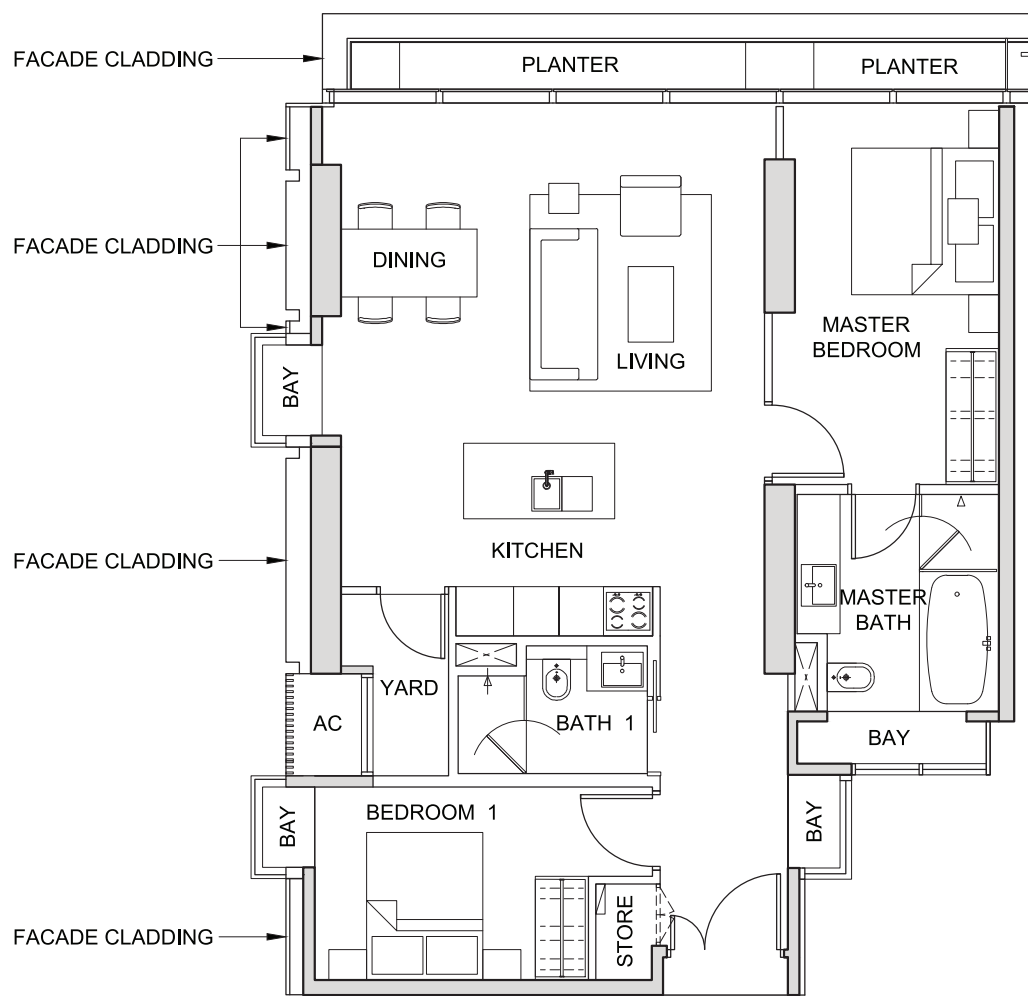 FACADE CLADDING
PLANTER
PLANTER
FACADE CLADDING
DINING
MASTER
BEDROOM
LIVING
BAY
KITCHEN
FACADE CLADDING
MASTER
BATH
YARD
AC
BATH 1
BAY
BEDROOM 1
BAY
BAY
STORE
FACADE CLADDING